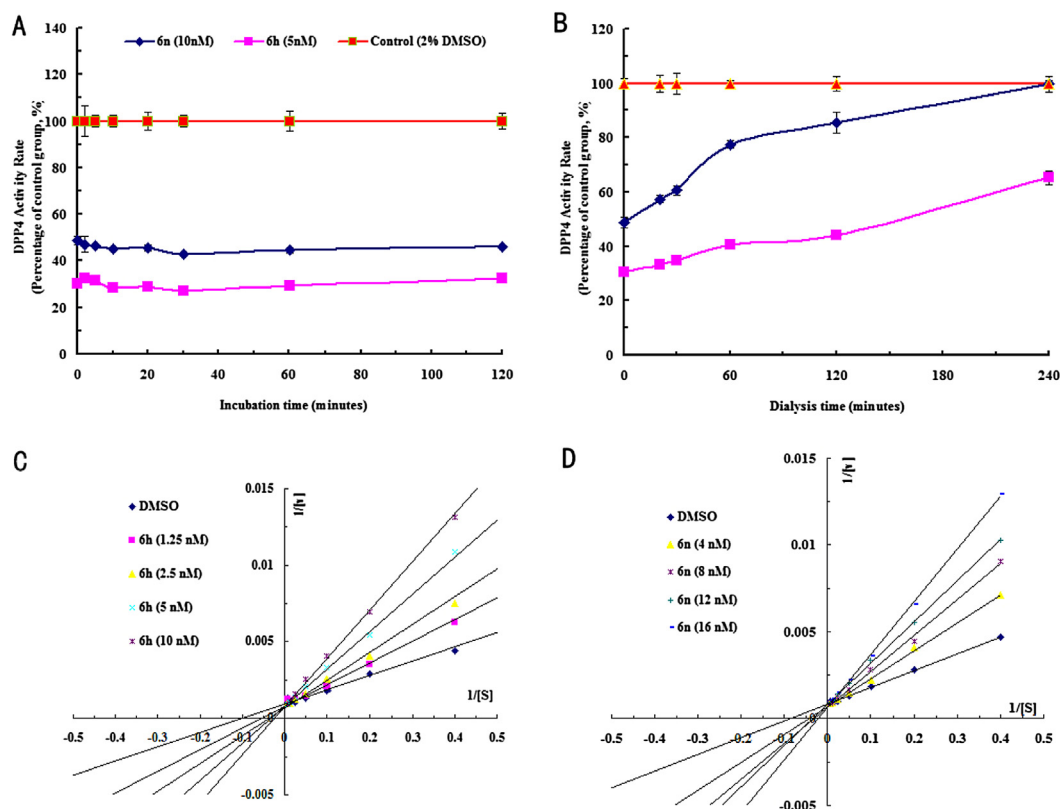 A
6n (10nM) 6h (5nM) Control (2% DMSO)
DPP4 Activity Rate
(Percentage of control group, %)
140
120
100
80
60
40
20
0
0 20 40 60 80 100 120
Incubation time (minutes)
B
DPP4 Activity Rate
(Percentage of control group, %)
120
100
80
60
40
20
0
0 60 120 180 240
Dialysis time (minutes)
C
DMSO
6h (1.25 nM)
6h (2.5 nM)
6h (5 nM)
6h (10 nM)
1/[v]
0.015
0.01
0.005
0
-0.005
1/[S]
-0.5 -0.4 -0.3 -0.2 -0.1 0 0.1 0.2 0.3 0.4 0.5
D
DMSO
6n (4 nM)
6n (8 nM)
6n (12 nM)
6n (16 nM)
1/[v]
0.015
0.01
0.005
0
-0.005
1/[S]
-0.5 -0.4 -0.3 -0.2 -0.1 0 0.1 0.2 0.3 0.4 0.5